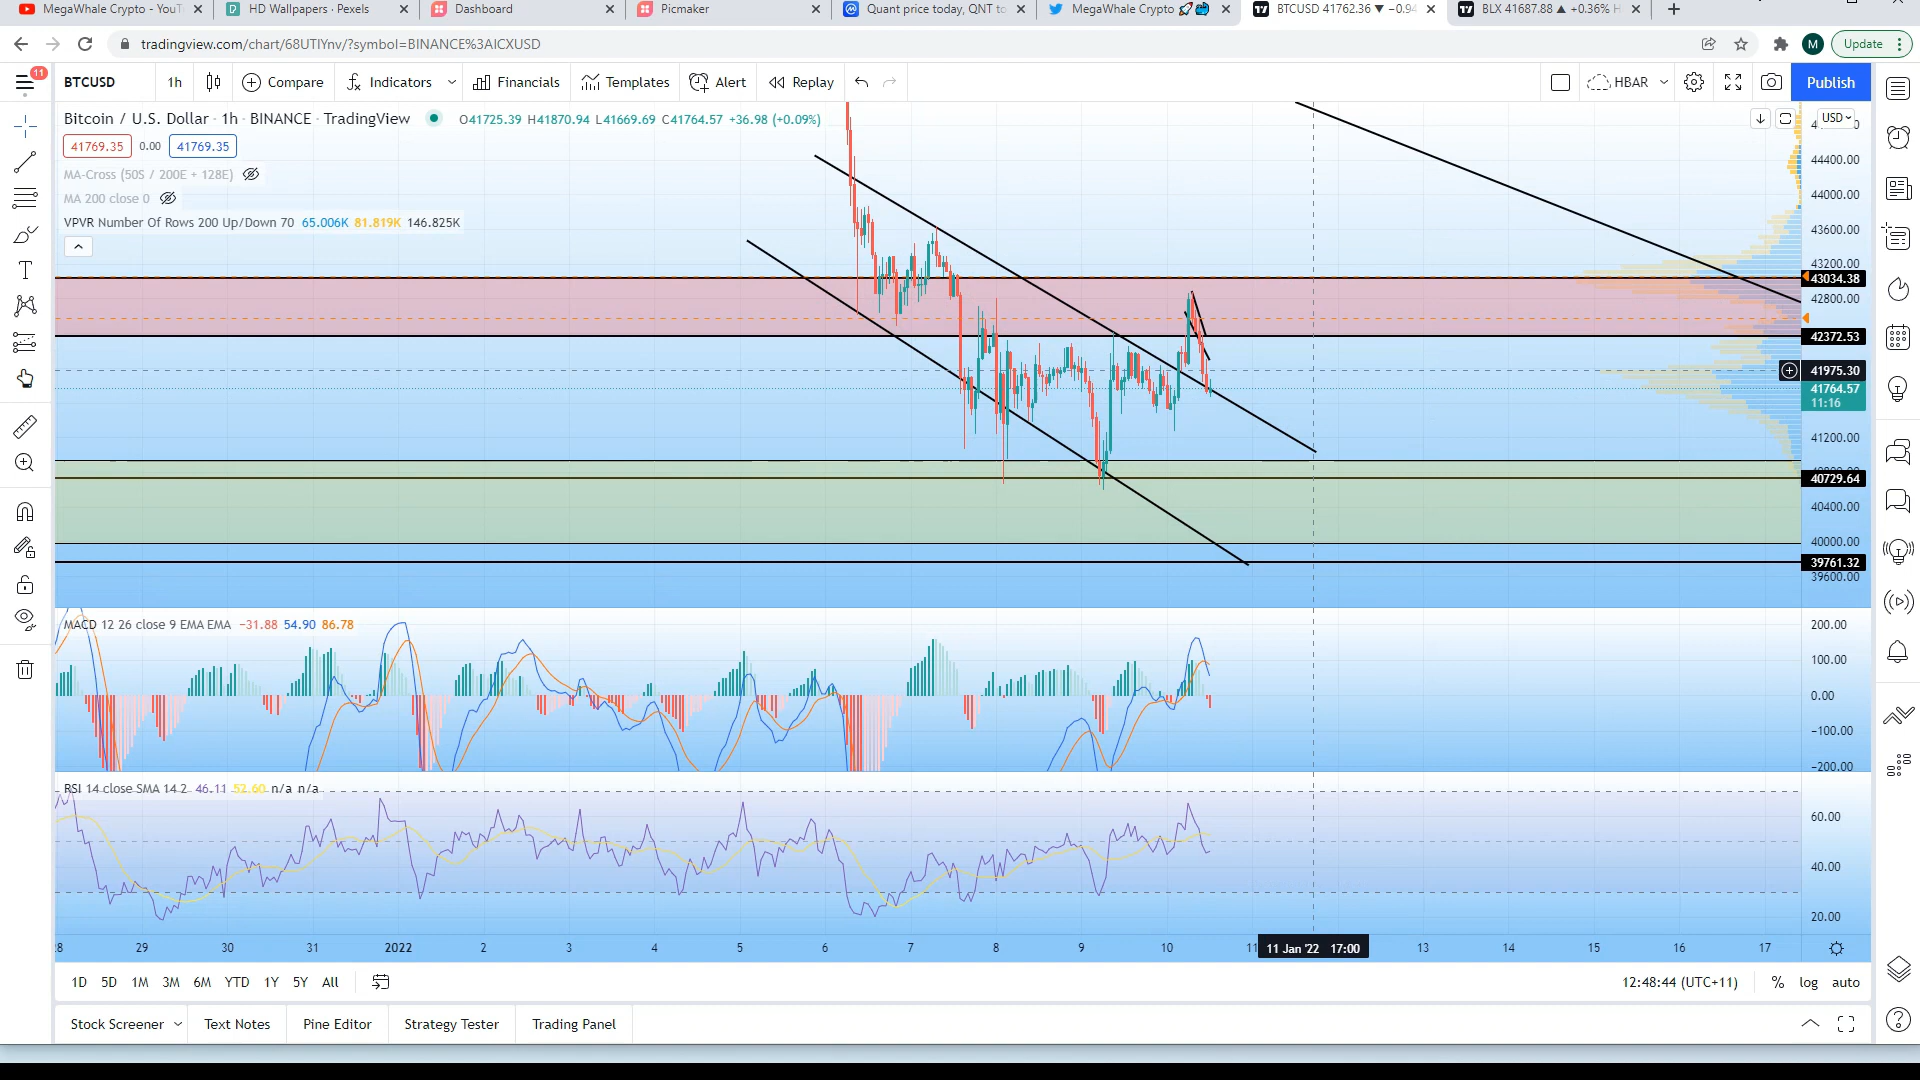 MegaWhale Crypto - YouT
HD Wallpapers · Pexels
Dashboard
Picmaker
Quant price today, QNT to
MegaWhale Crypto
BTCUSD 41762.36 ▼ −0.94
BLX 41687.88 ▲ +0.36% H
tradingview.com/chart/68UTIYnv/?symbol=BINANCE%3AICXUSD
M
Update
11
BTCUSD
1h
Compare
Indicators
Financials
Templates
Alert
Replay
HBAR
Publish
Bitcoin / U.S. Dollar · 1h · BINANCE · TradingView
O41725.39 H41870.94 L41669.69 C41764.57 +36.98 (+0.09%)
USD
41769.35
0.00
41769.35
44400.00
MA-Cross (50S / 200E + 128E)
44000.00
MA 200 close 0
VPVR Number Of Rows 200 Up/Down 70 65.006K 81.819K 146.825K
43600.00
43200.00
43034.38
42800.00
42372.53
41975.30
41764.57
11:16
41200.00
40729.64
40400.00
40000.00
39761.32
39600.00
MACD 12 26 close 9 EMA EMA −31.88 54.90 86.78
200.00
100.00
0.00
−100.00
−200.00
RSI 14 close SMA 14 2 46.11 52.60 n/a n/a
60.00
40.00
20.00
28 29 30 31 2022 2 3 4 5 6 7 8 9 10 11 11 Jan '22 17:00 13 14 15 16 17
1D 5D 1M 3M 6M YTD 1Y 5Y All
12:48:44 (UTC+11)
% log auto
Stock Screener
Text Notes
Pine Editor
Strategy Tester
Trading Panel